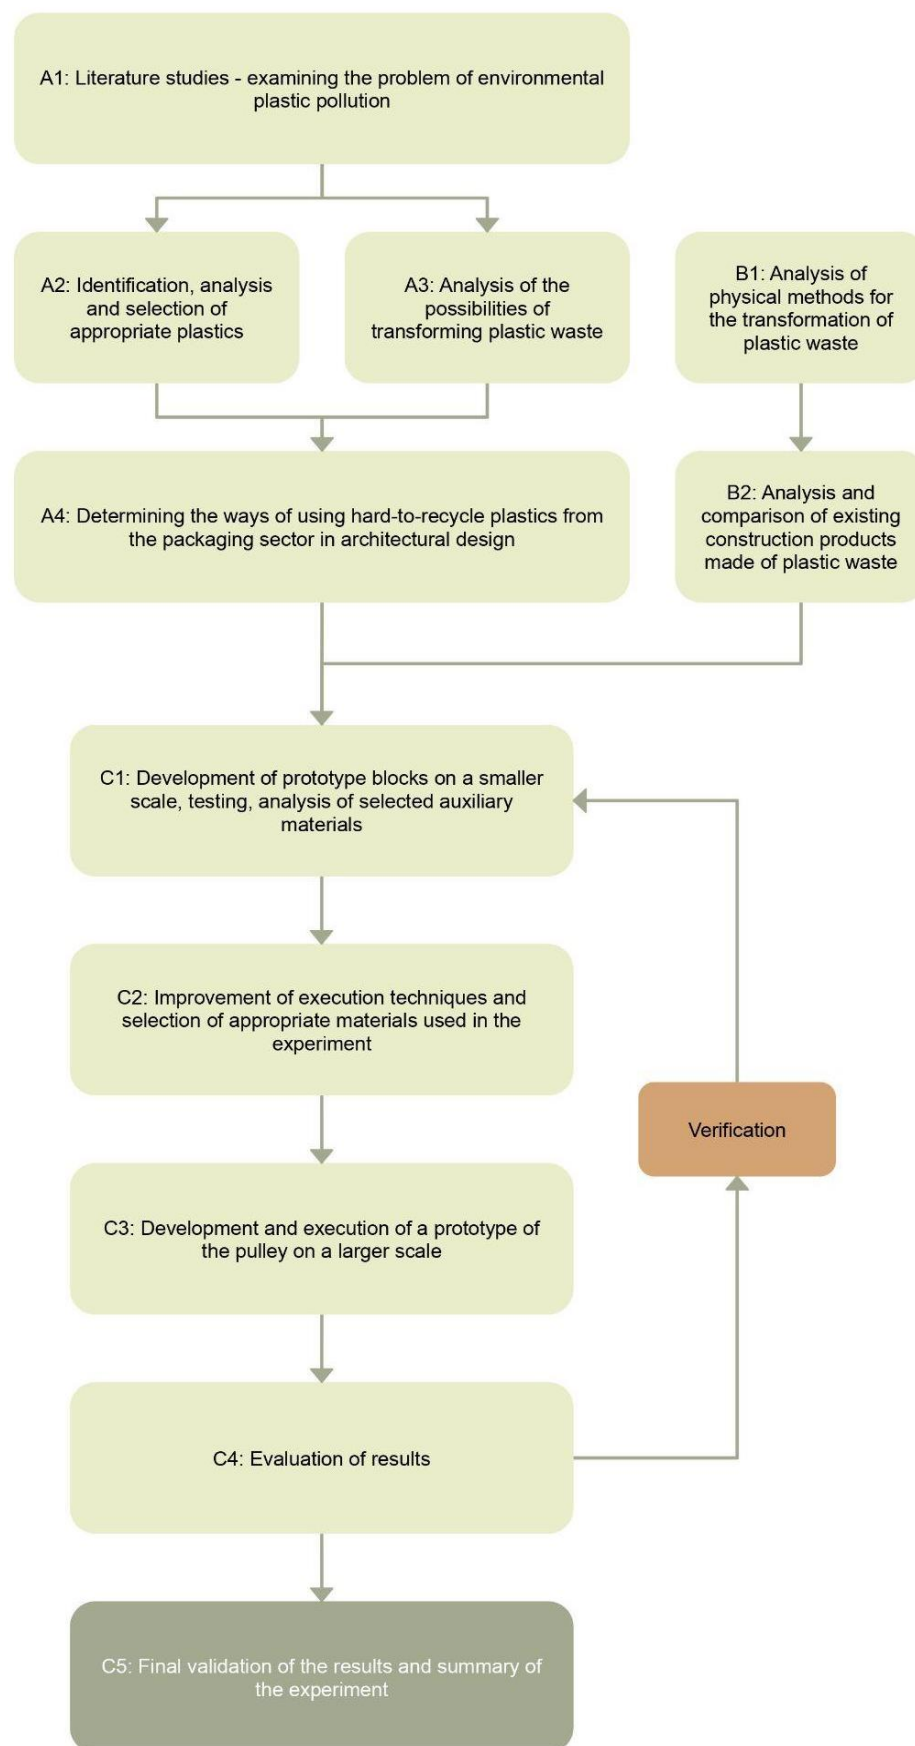 A1: Literature studies - examining the problem of environmental
plastic pollution
A2: Identification, analysis
and selection of
appropriate plastics
A3: Analysis of the
possibilities of
transforming plastic waste
B1: Analysis of
physical methods for
the transformation of
plastic waste
A4: Determining the ways of using hard-to-recycle plastics from
the packaging sector in architectural design
B2: Analysis and
comparison of existing
construction products
made of plastic waste
C1: Development of prototype blocks on a smaller
scale, testing, analysis of selected auxiliary
materials
C2: Improvement of execution techniques and
selection of appropriate materials used in the
experiment
Verification
C3: Development and execution of a prototype of
the pulley on a larger scale
C4: Evaluation of results
C5: Final validation of the results and summary of
the experiment